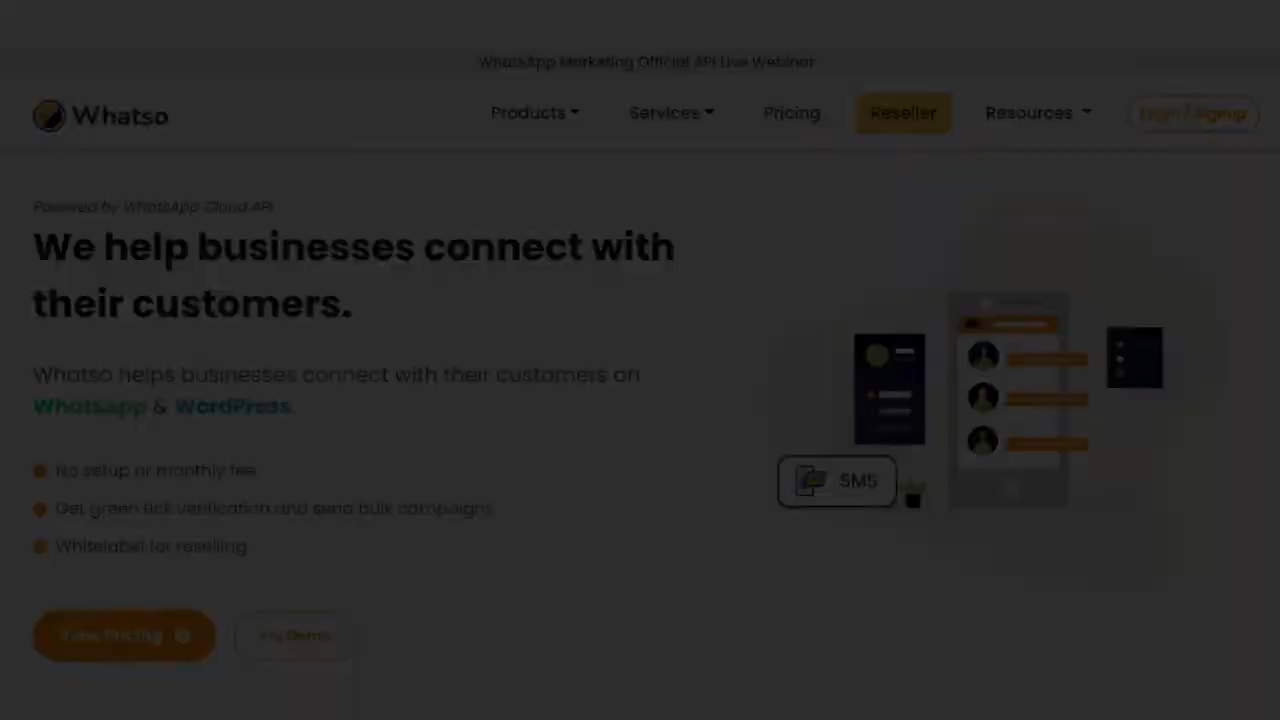 WhatsApp Marketing Official API Live Webinar
Whatso
Products
Services
Pricing
Reseller
Resources
Login / Signup
Powered by WhatsApp Cloud API
We help businesses connect with
their customers.
Whatso helps businesses connect with their customers on
Whatsapp & WordPress.
No setup or monthly fee
Get green tick verification and send bulk campaigns
Whitelabel for reselling
View Pricing
Try Demo
SMS